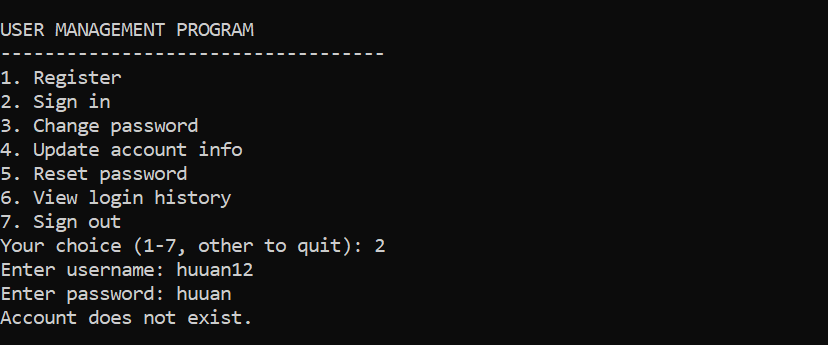 USER MANAGEMENT PROGRAM
-----------------------------------
1. Register
2. Sign in
3. Change password
4. Update account info
5. Reset password
6. View login history
7. Sign out
Your choice (1-7, other to quit): 2
Enter username: huuan12
Enter password: huuan
Account does not exist.